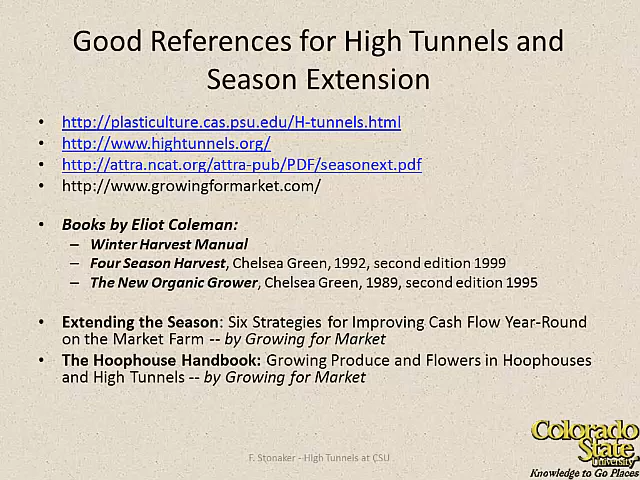 Good References for High Tunnels and
Season Extension
• http://plasticulture.cas.psu.edu/H-tunnels.html
• http://www.hightunnels.org/
• http://attra.ncat.org/attra-pub/PDF/seasonext.pdf
• http://www.growingformarket.com/
• Books by Eliot Coleman:
– Winter Harvest Manual
– Four Season Harvest, Chelsea Green, 1992, second edition 1999
– The New Organic Grower, Chelsea Green, 1989, second edition 1995
• Extending the Season: Six Strategies for Improving Cash Flow Year-Round
on the Market Farm -- by Growing for Market
• The Hoophouse Handbook: Growing Produce and Flowers in Hoophouses
and High Tunnels -- by Growing for Market
F. Stonaker - High Tunnels at CSU
Colorado
State
University
Knowledge to Go Places